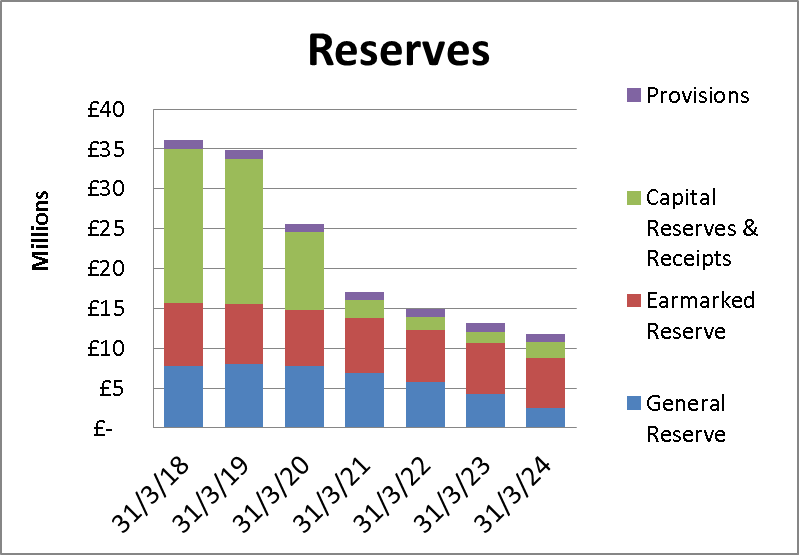 Reserves
Millions
£40
£35
£30
£25
£20
£15
£10
£5
£-
31/3/18
31/3/19
31/3/20
31/3/21
31/3/22
31/3/23
31/3/24
Provisions
Capital
Reserves &
Receipts
Earmarked
Reserve
General
Reserve